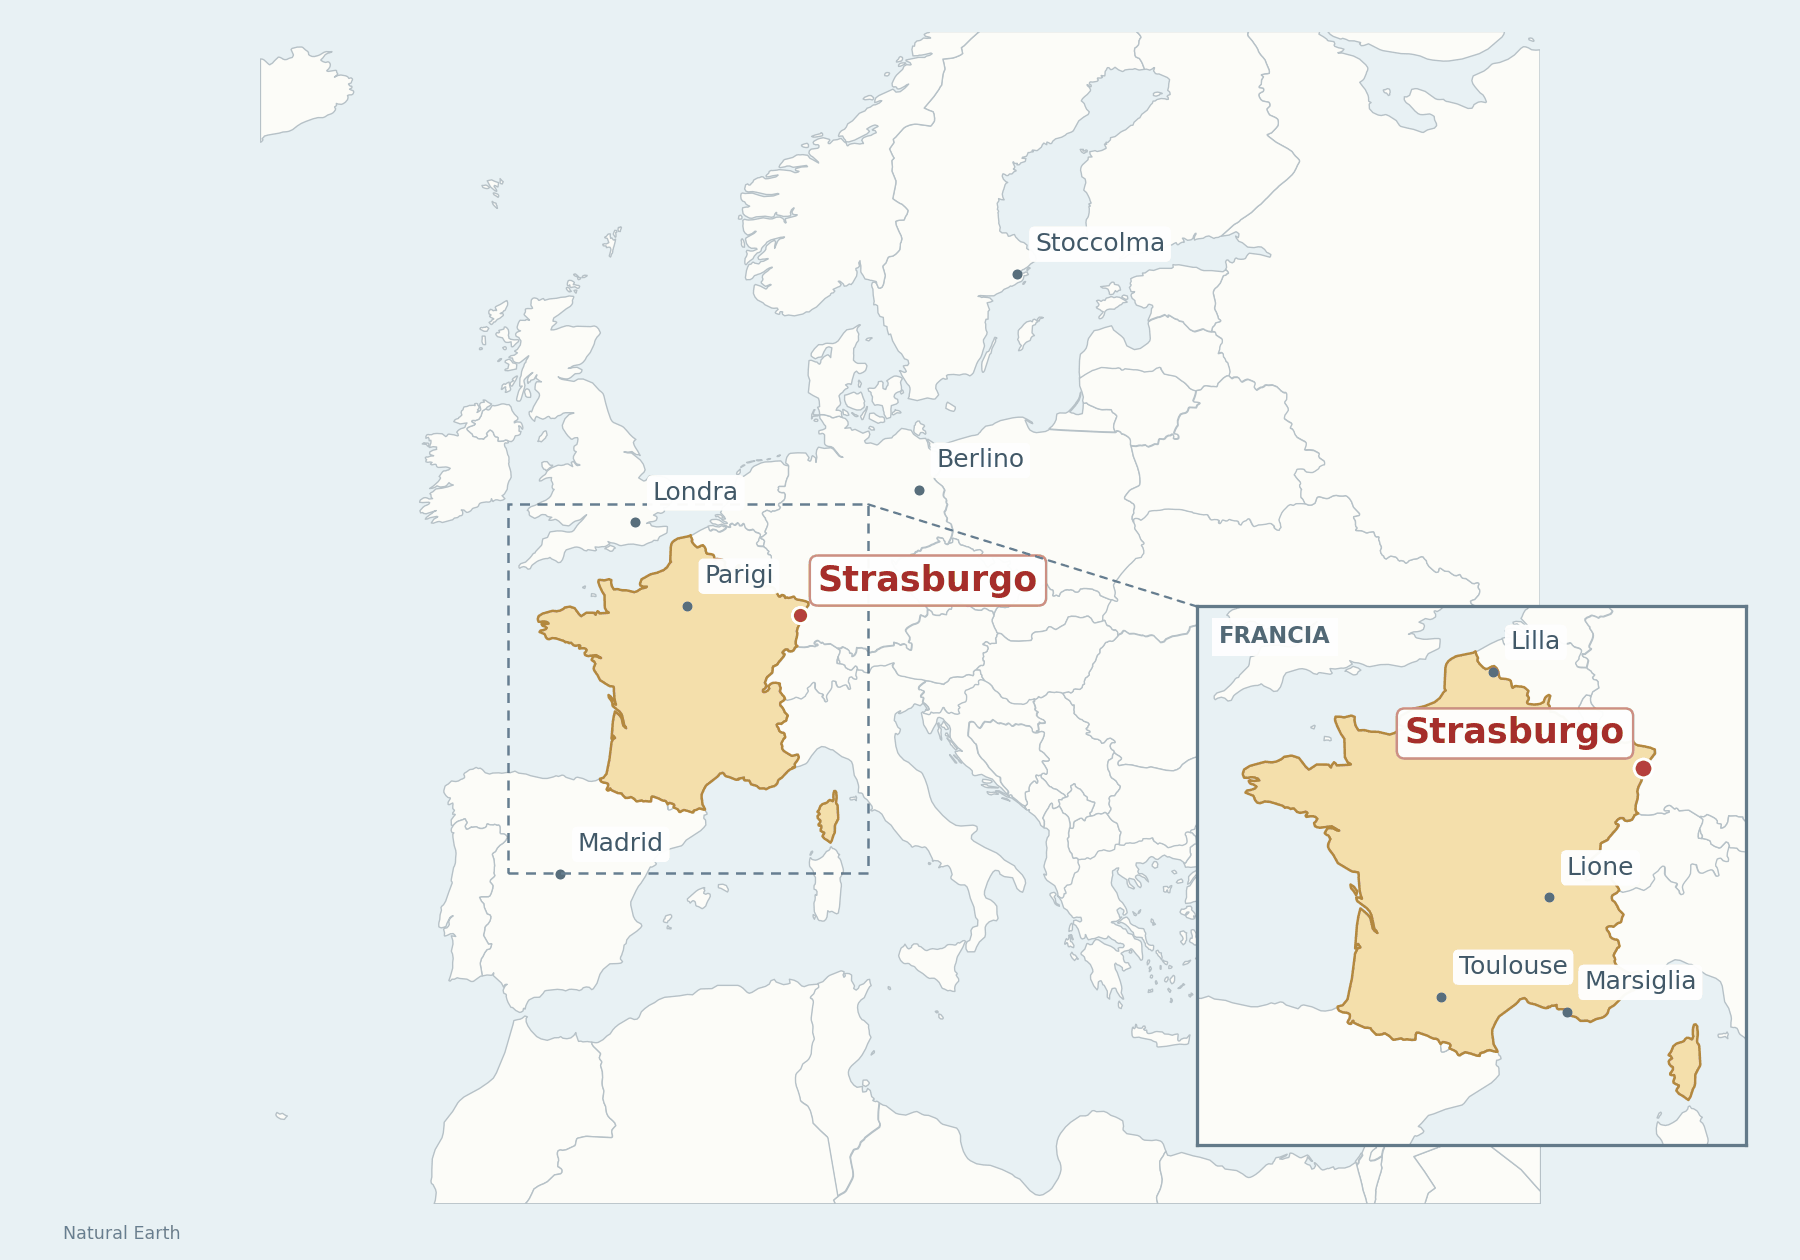 Stoccolma
Berlino
Londra
Parigi
Strasburgo
Madrid
FRANCIA
Lilla
Strasburgo
Lione
Toulouse
Marsiglia
Natural Earth